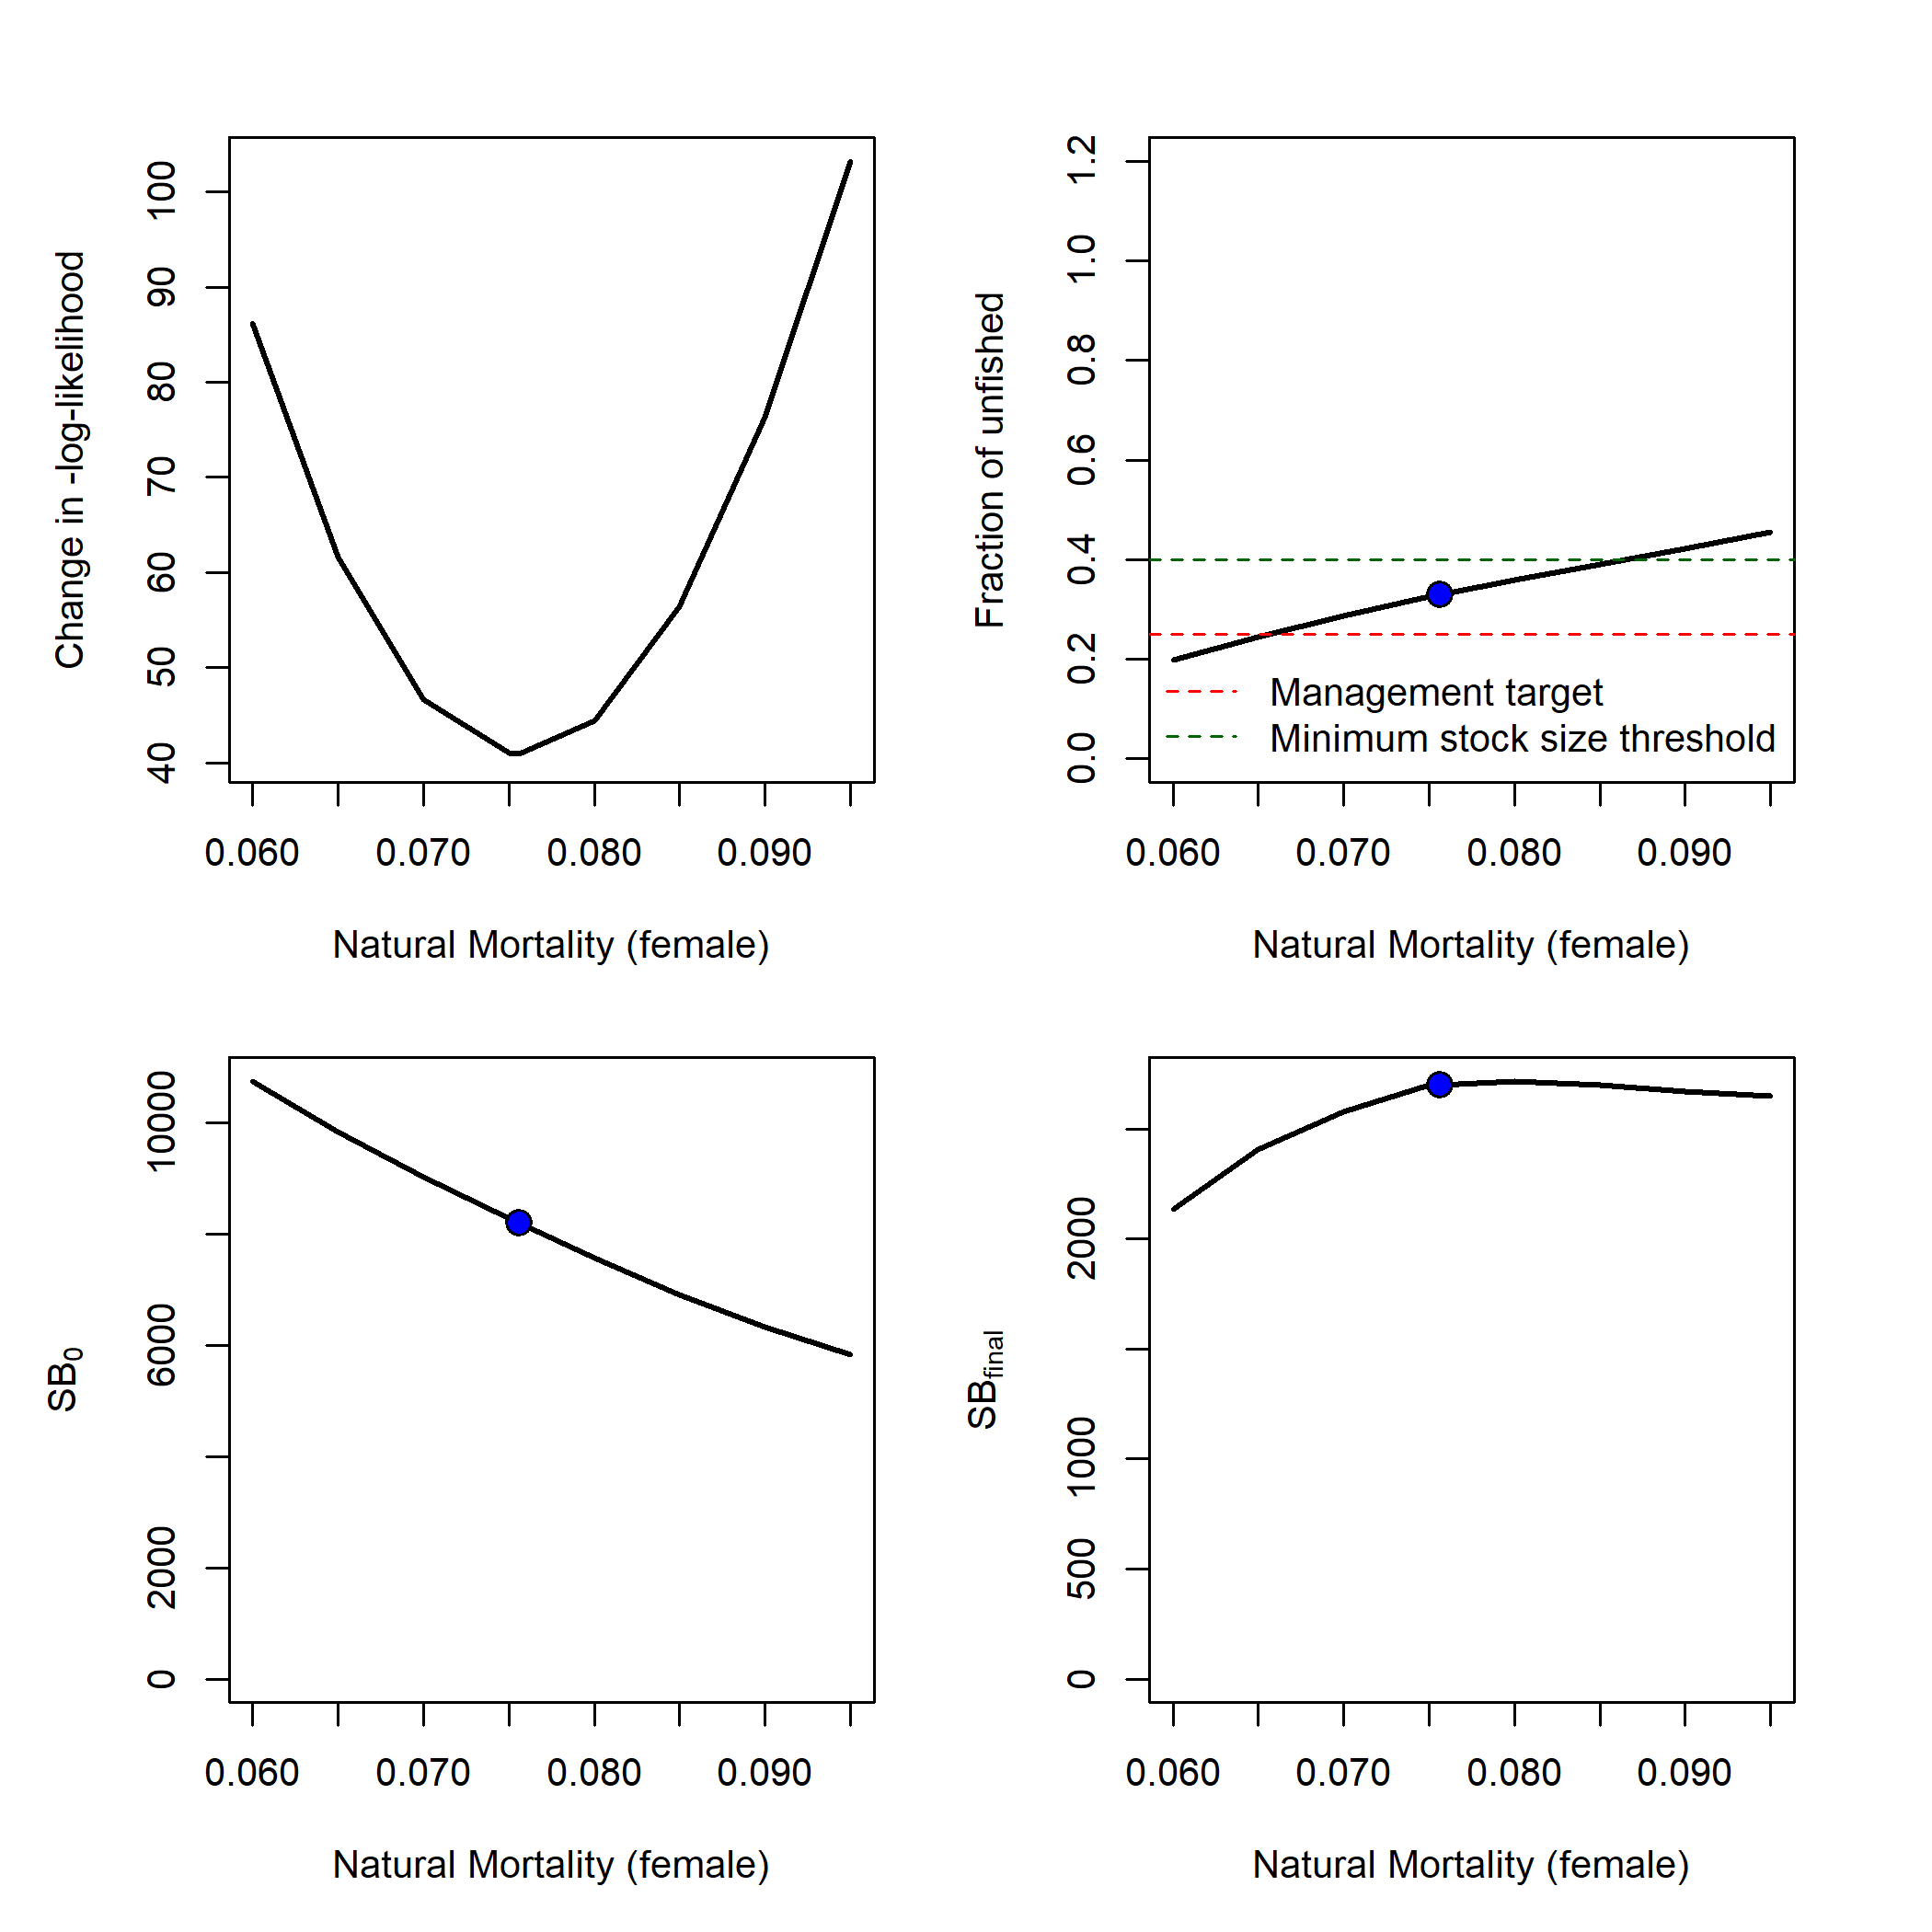 Change in -log-likelihood
40 50 60 70 80 90 100
0.060 0.070 0.080 0.090
Natural Mortality (female)
Fraction of unfished
0.0 0.2 0.4 0.6 0.8 1.0 1.2
Management target
Minimum stock size threshold
0.060 0.070 0.080 0.090
Natural Mortality (female)
SB0
0 2000 6000 10000
0.060 0.070 0.080 0.090
Natural Mortality (female)
SBfinal
0 500 1000 2000
0.060 0.070 0.080 0.090
Natural Mortality (female)